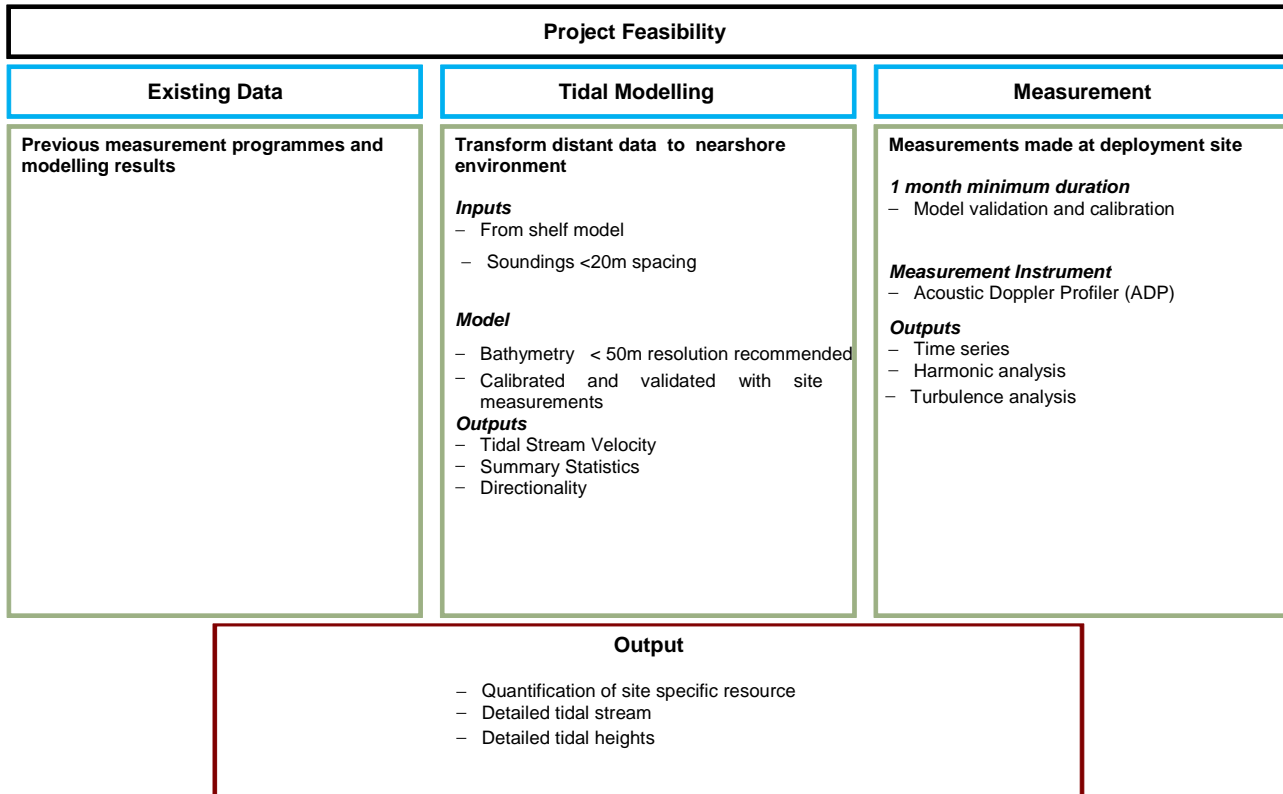 Project Feasibility
Existing Data
Tidal Modelling
Measurement
Previous measurement programmes and
modelling results
Transform distant data to nearshore
environment
Inputs
– From shelf model
– Soundings <20m spacing
Model
– Bathymetry < 50m resolution recommended
– Calibrated and validated with site
measurements
Outputs
– Tidal Stream Velocity
– Summary Statistics
– Directionality
Measurements made at deployment site
1 month minimum duration
– Model validation and calibration
Measurement Instrument
– Acoustic Doppler Profiler (ADP)
Outputs
– Time series
– Harmonic analysis
– Turbulence analysis
Output
– Quantification of site specific resource
– Detailed tidal stream
– Detailed tidal heights